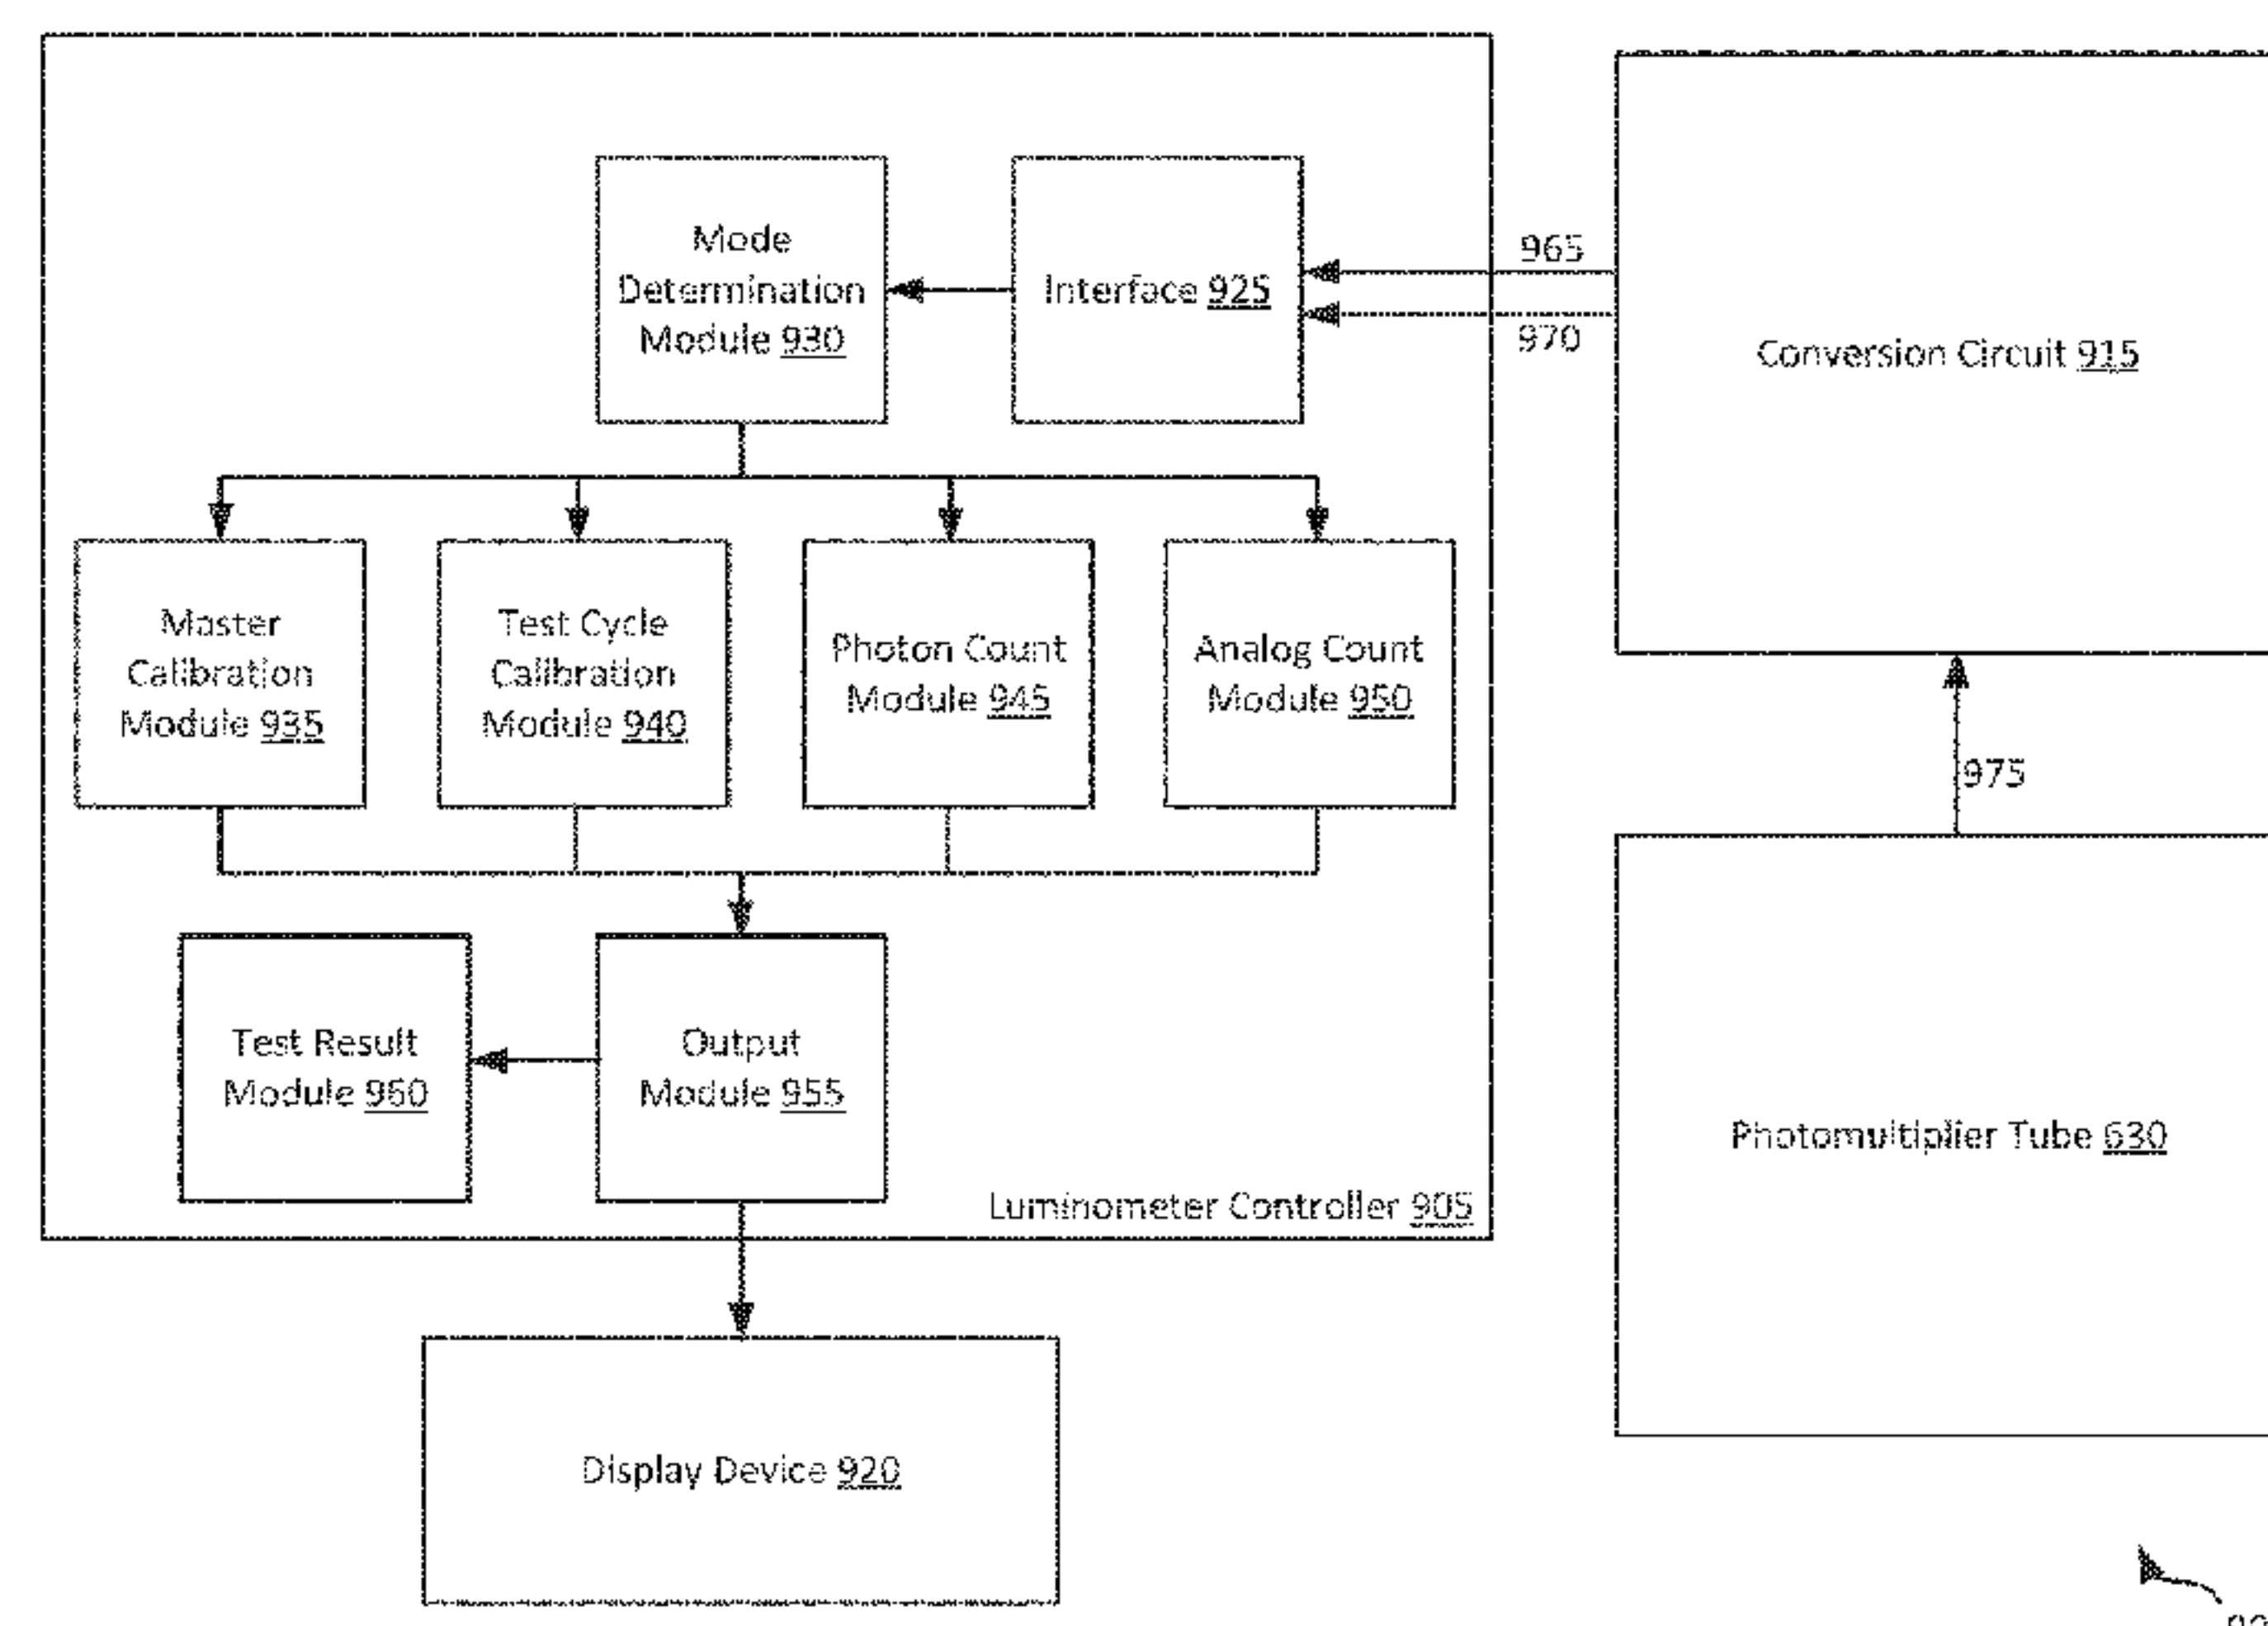 Mode
Determination
Module 930
Interface 925
965
970
Conversion Circuit 915
Master
Calibration
Module 935
Test Cycle
Calibration
Module 940
Photon Count
Module 945
Analog Count
Module 950
975
Test Result
Module 960
Output
Module 955
Photomultiplier Tube 630
Luminometer Controller 905
Display Device 920